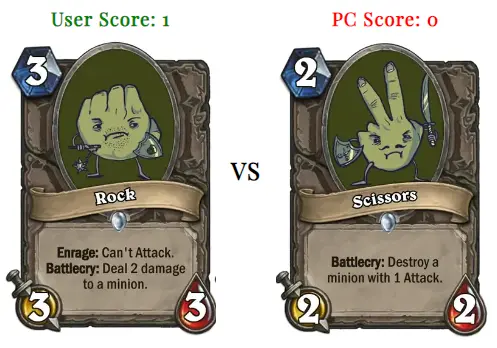 User Score: 1
PC Score: 0
3
Rock
Enrage: Can't Attack.
Battlecry: Deal 2 damage
to a minion.
3
3
VS
2
Scissors
Battlecry: Destroy a
minion with 1 Attack.
2
2